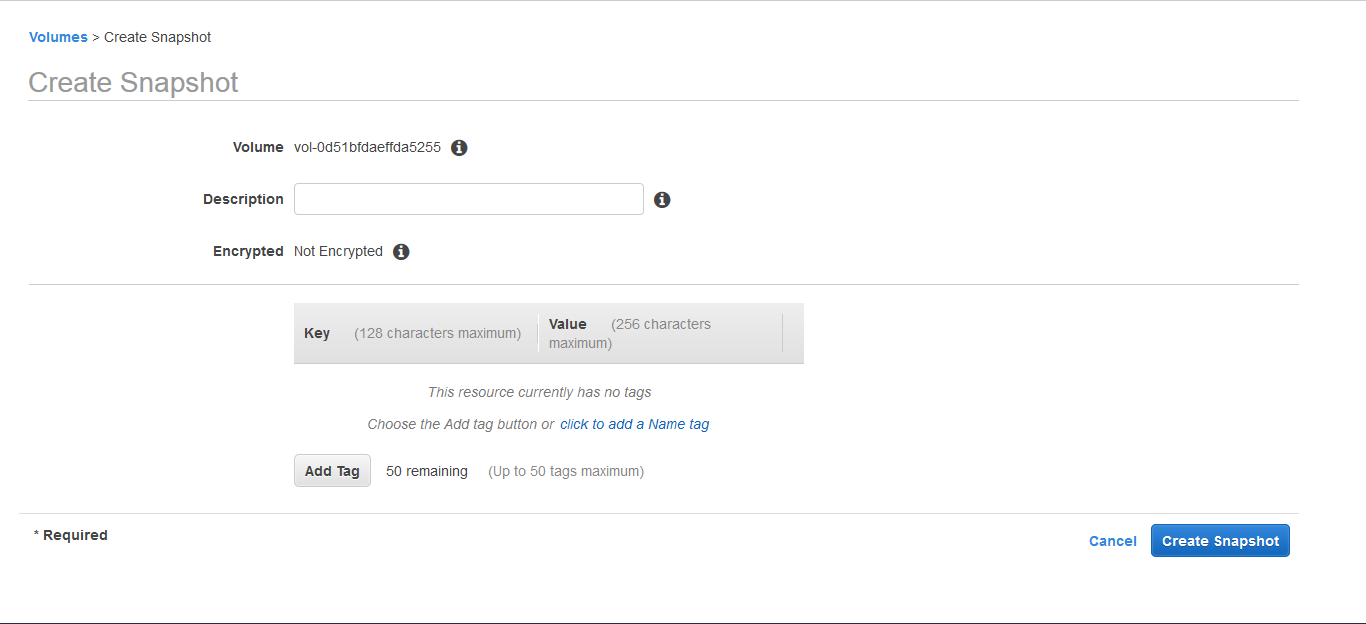 Volumes > Create Snapshot
Create Snapshot
Volume vol-0d51bfdaeffda5255
Description
Encrypted Not Encrypted
Key (128 characters maximum) Value (256 characters
maximum)
This resource currently has no tags
Choose the Add tag button or click to add a Name tag
Add Tag 50 remaining (Up to 50 tags maximum)
* Required
Cancel Create Snapshot